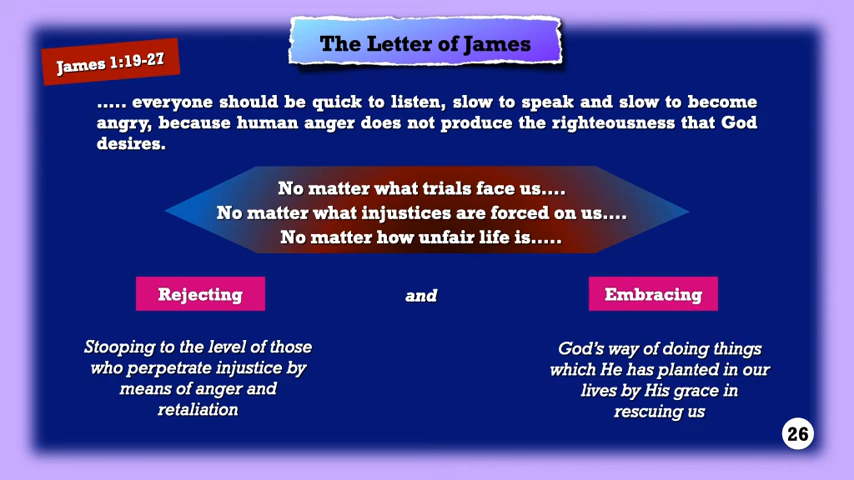 The Letter of James
James 1:19-27
..... everyone should be quick to listen, slow to speak and slow to become
angry, because human anger does not produce the righteousness that God
desires.
No matter what trials face us....
No matter what injustices are forced on us....
No matter how unfair life is.....
Rejecting
and
Embracing
Stooping to the level of those
who perpetrate injustice by
means of anger and
retaliation
God's way of doing things
which He has planted in our
lives by His grace in
rescuing us
26